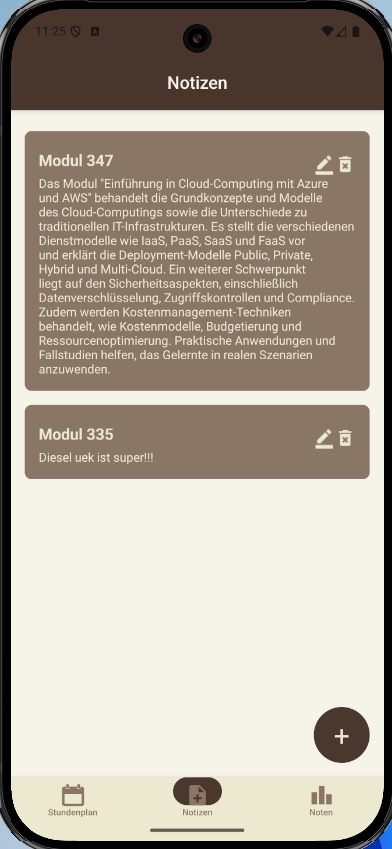 11:25
Notizen
Modul 347
Das Modul "Einführung in Cloud-Computing mit Azure
und AWS" behandelt die Grundkonzepte und Modelle
des Cloud-Computings sowie die Unterschiede zu
traditionellen IT-Infrastrukturen. Es stellt die verschiedenen
Dienstmodelle wie IaaS, PaaS, SaaS und FaaS vor
und erklärt die Deployment-Modelle Public, Private,
Hybrid und Multi-Cloud. Ein weiterer Schwerpunkt
liegt auf den Sicherheitsaspekten, einschließlich
Datenverschlüsselung, Zugriffskontrollen und Compliance.
Zudem werden Kostenmanagement-Techniken
behandelt, wie Kostenmodelle, Budgetierung und
Ressourcenoptimierung. Praktische Anwendungen und
Fallstudien helfen, das Gelernte in realen Szenarien
anzuwenden.
Modul 335
Diesel uek ist super!!!
+
Stundenplan
Notizen
Noten